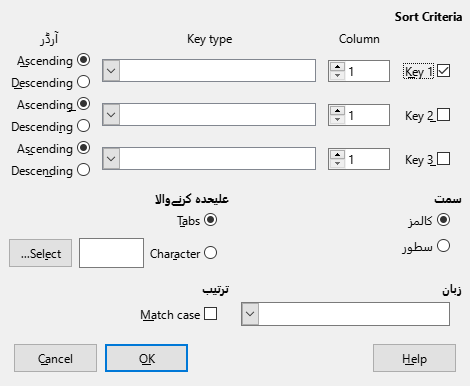 Sort Criteria
Column Key type آرڈر
Key 1 1 Ascending
Descending
Key 2 1 Ascending
Descending
Key 3 1 Ascending
Descending
سمت علیحدہ کرنےوالا
کالمز Tabs
سطور Character Select...
زبان ترتیب
Match case
Help OK Cancel